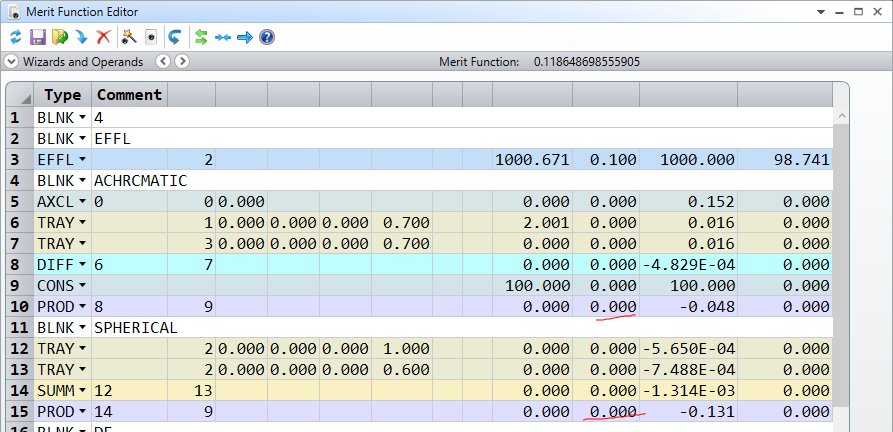 Merit Function Editor
Wizards and Operands Merit Function: 0.118648698555905
Type Comment
1 BLNK 4
2 BLNK EFFL
3 EFFL 2 1000.671 0.100 1000.000 98.741
4 BLNK ACHRCMATIC
5 AXCL 0 0 0.000 0.000 0.000 0.152 0.000
6 TRAY 1 0.000 0.000 0.000 0.700 2.001 0.000 0.016 0.000
7 TRAY 3 0.000 0.000 0.000 0.700 0.000 0.000 0.016 0.000
8 DIFF 6 7 0.000 0.000 -4.829E-04 0.000
9 CONS 100.000 0.000 100.000 0.000
10 PROD 8 9 0.000 0.000 -0.048 0.000
11 BLNK SPHERICAL
12 TRAY 2 0.000 0.000 0.000 1.000 0.000 0.000 -5.650E-04 0.000
13 TRAY 2 0.000 0.000 0.000 0.600 0.000 0.000 -7.488E-04 0.000
14 SUMM 12 13 0.000 0.000 -1.314E-03 0.000
15 PROD 14 9 0.000 0.000 -0.131 0.000
16 BLNK